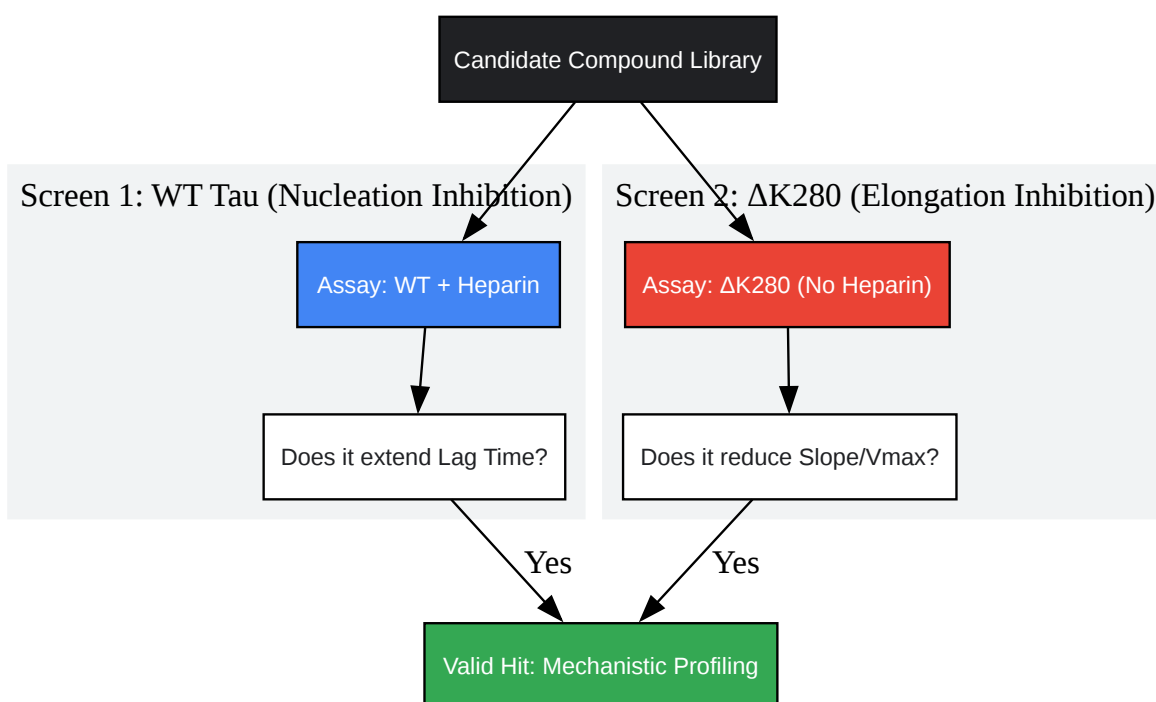 Candidate Compound Library
Screen 1: WT Tau (Nucleation Inhibition)
Screen 2: ΔK280 (Elongation Inhibition)
Assay: WT + Heparin
Assay: ΔK280 (No Heparin)
Does it extend Lag Time?
Does it reduce Slope/Vmax?
Yes
Yes
Valid Hit: Mechanistic Profiling